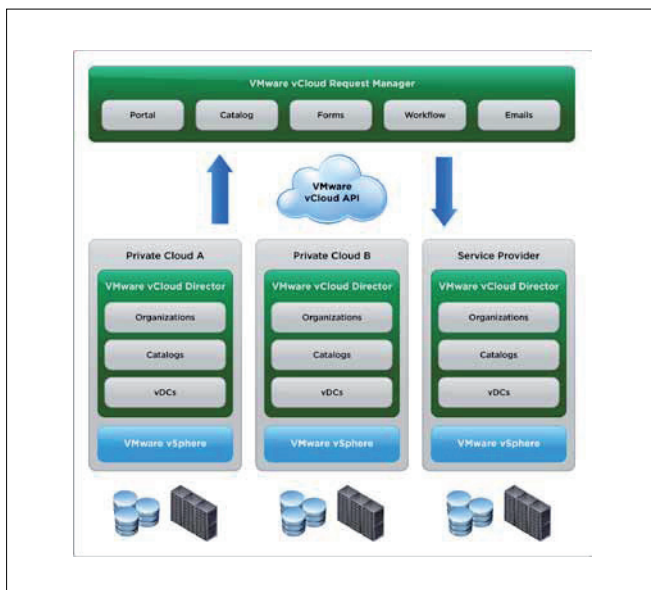 VMware vCloud Request Manager
Portal
Catalog
Forms
Workflow
Emails
VMware
vCloud API
Private Cloud A
VMware vCloud Director
Organizations
Catalogs
vDCs
VMware vSphere
Private Cloud B
VMware vCloud Director
Organizations
Catalogs
vDCs
VMware vSphere
Service Provider
VMware vCloud Director
Organizations
Catalogs
vDCs
VMware vSphere